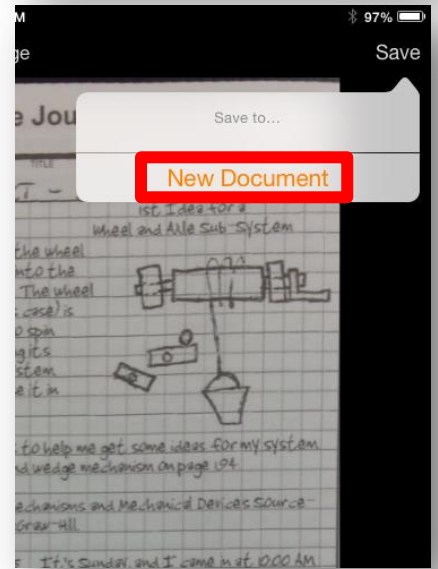 M 97%
ge Save
e Jou
Save to...
TITLE
New Document
1st Idea for a
Wheel and Axle Sub-System
the wheel
into the
The wheel
case) is
o spin
g its
stem
e it in
to help me get some ideas for my system
nd wedge mechanism on page 194
echanisms and Mechanical Devices Source-
Graw-Hill
It's Sunday, and I came in at 10:00 AM